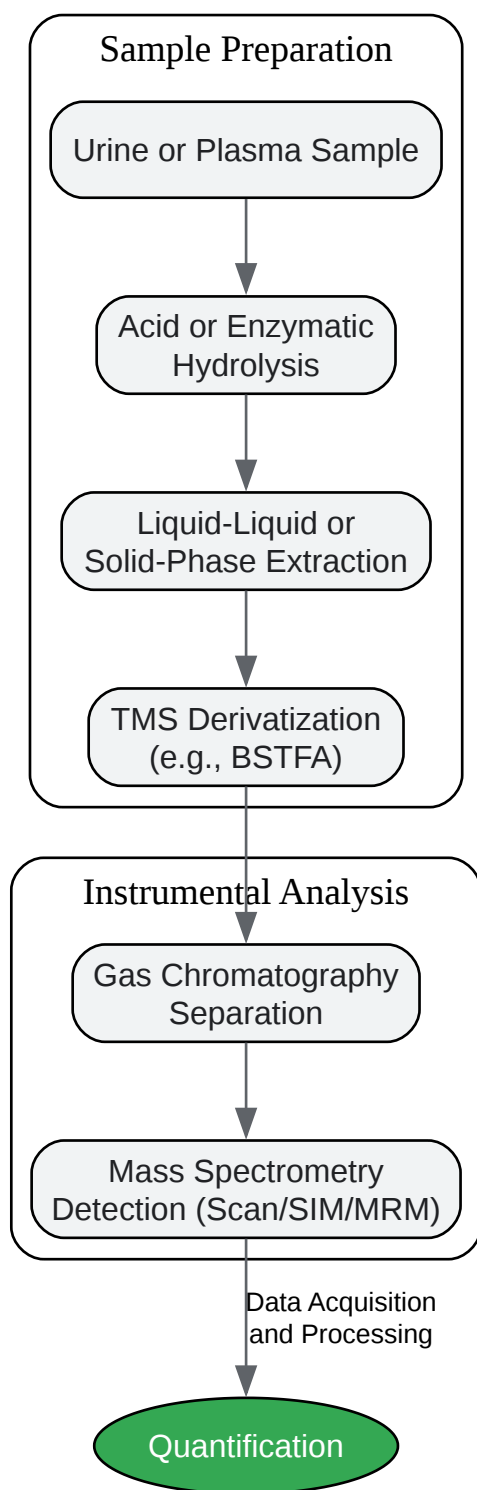 Sample Preparation
Urine or Plasma Sample
Acid or Enzymatic
Hydrolysis
Liquid-Liquid or
Solid-Phase Extraction
TMS Derivatization
(e.g., BSTFA)
Instrumental Analysis
Gas Chromatography
Separation
Mass Spectrometry
Detection (Scan/SIM/MRM)
Data Acquisition
and Processing
Quantification